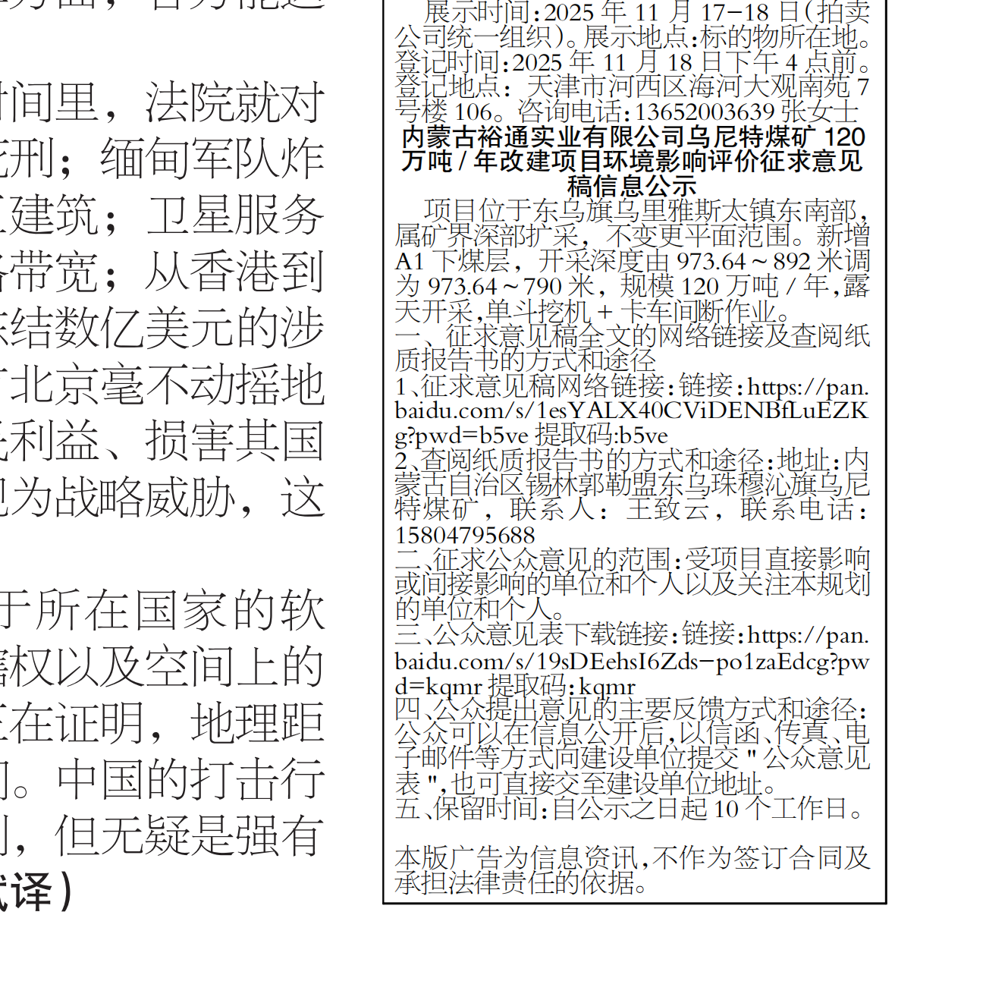 时间里，法院就对
死刑；缅甸军队炸
建筑；卫星服务
络带宽；从香港到
冻结数亿美元的涉
北京毫不动摇地
民利益、损害其国
视为战略威胁，这
于所在国家的软
辖权以及空间上的
在证明，地理距
。中国的打击行
，但无疑是强有
译）
展示时间:2025 年 11 月 17-18 日(拍卖
公司统一组织)。展示地点:标的物所在地。
登记时间:2025 年 11 月 18 日下午 4 点前。
登记地点：天津市河西区海河大观南苑 7
号楼 106。咨询电话:13652003639 张女士
内蒙古裕通实业有限公司乌尼特煤矿 120
万吨 / 年改建项目环境影响评价征求意见
稿信息公示
项目位于东乌旗乌里雅斯太镇东南部，
属矿界深部扩采，不变更平面范围。新增
A1 下煤层，开采深度由 973.64～892 米调
为 973.64～790 米，规模 120 万吨 / 年,露
天开采,单斗挖机 + 卡车间断作业。
一、征求意见稿全文的网络链接及查阅纸
质报告书的方式和途径
1、征求意见稿网络链接:链接:https://pan.
baidu.com/s/1esYALX40CViDENBfLuEZK
g?pwd=b5ve 提取码:b5ve
2、查阅纸质报告书的方式和途径:地址:内
蒙古自治区锡林郭勒盟东乌珠穆沁旗乌尼
特煤矿，联系人：王致云，联系电话：
15804795688
二、征求公众意见的范围:受项目直接影响
或间接影响的单位和个人以及关注本规划
的单位和个人。
三、公众意见表下载链接:链接:https://pan.
baidu.com/s/19sDEehsI6Zds-po1zaEdcg?pw
d=kqmr 提取码:kqmr
四、公众提出意见的主要反馈方式和途径:
公众可以在信息公开后,以信函、传真、电
子邮件等方式向建设单位提交 " 公众意见
表 ",也可直接交至建设单位地址。
五、保留时间:自公示之日起 10 个工作日。
本版广告为信息资讯,不作为签订合同及
承担法律责任的依据。